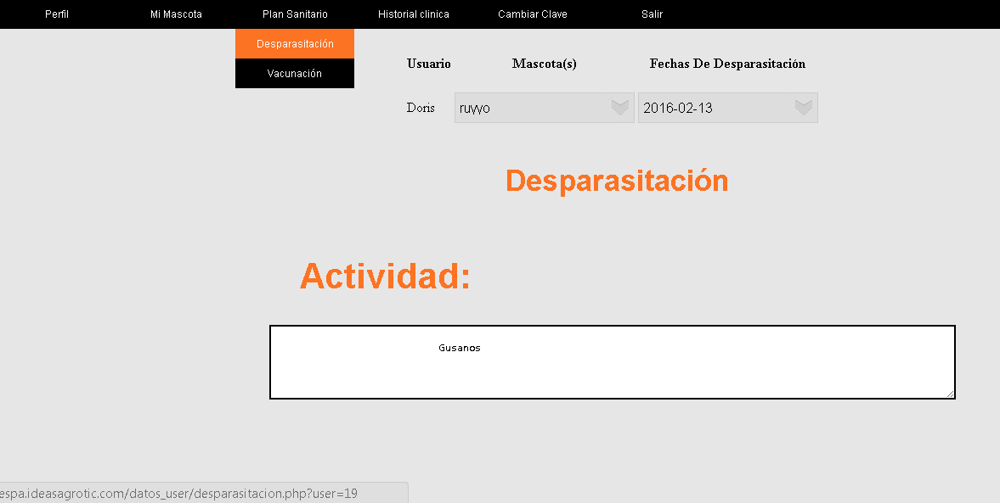 Perfil Mi Mascota Plan Sanitario Historial clinica Cambiar Clave Salir
Desparasitación
Vacunación
Usuario Mascota(s) Fechas De Desparasitación
Doris ruyyo 2016-02-13
Desparasitación
Actividad:
Gusanos
espa.ideasagrotic.com/datos_user/desparasitacion.php?user=19